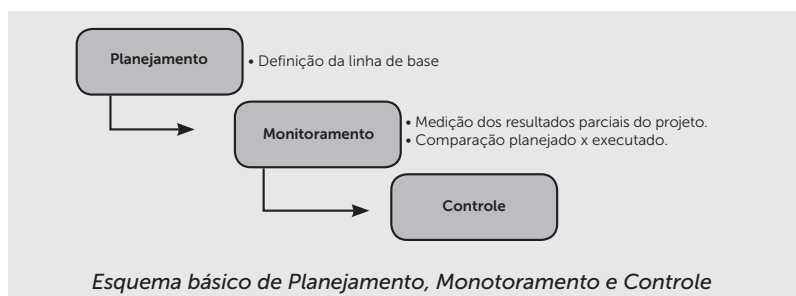 Planejamento
• Definição da linha de base
Monitoramento
• Medição dos resultados parciais do projeto.
• Comparação planejado x executado.
Controle
Esquema básico de Planejamento, Monotoramento e Controle